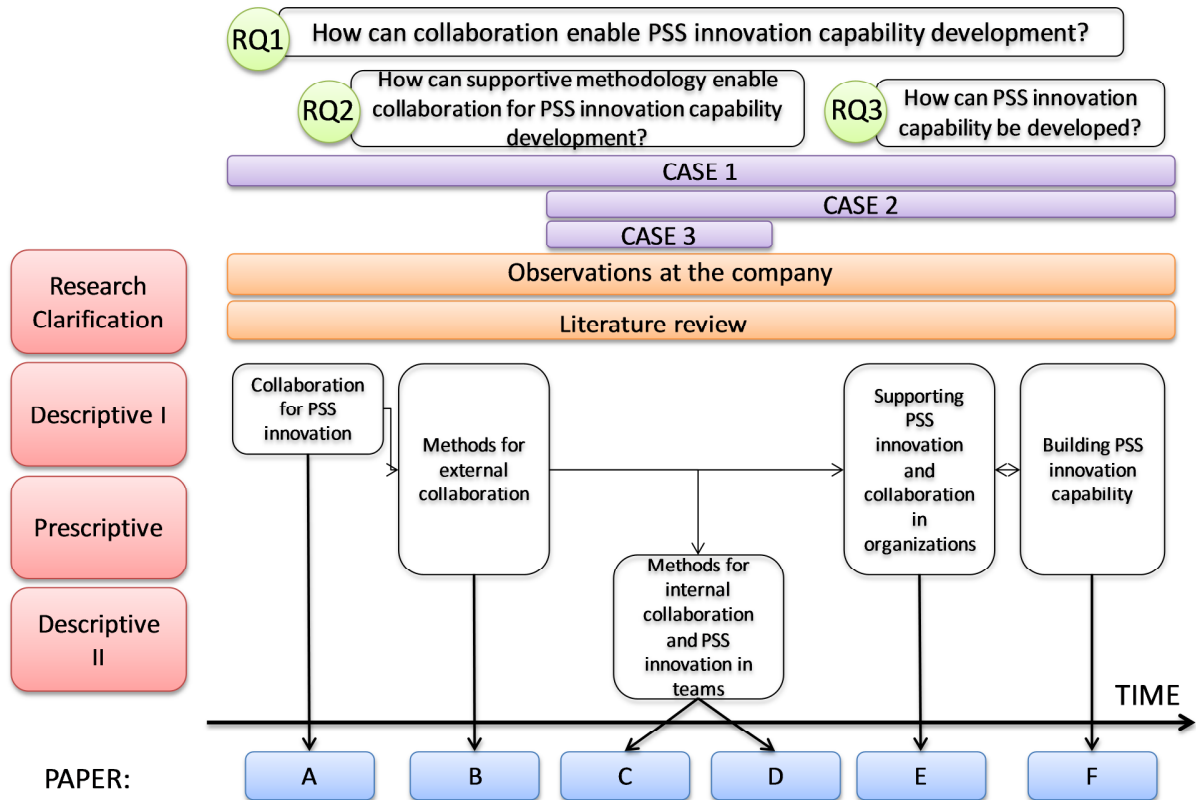 RQ1
How can collaboration enable PSS innovation capability development?
RQ2
How can supportive methodology enable
collaboration for PSS innovation capability
development?
RQ3
How can PSS innovation
capability be developed?
CASE 1
CASE 2
CASE 3
Research
Clarification
Observations at the company
Literature review
Descriptive I
Prescriptive
Descriptive
II
Collaboration
for PSS
innovation
Methods for
external
collaboration
Methods for
internal
collaboration
and PSS
innovation in
teams
Supporting
PSS
innovation
and
collaboration
in
organizations
Building PSS
innovation
capability
TIME
PAPER:
A
B
C
D
E
F